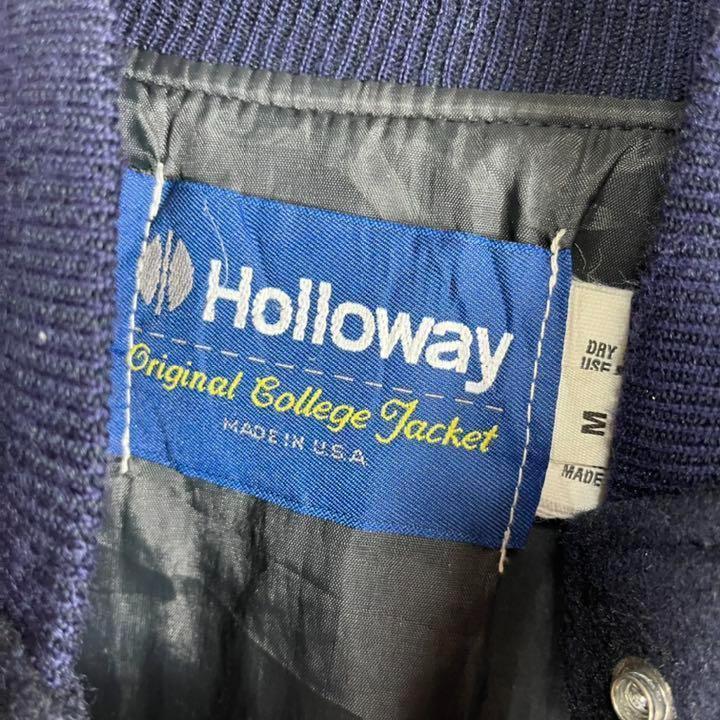 Holloway
Original College Jacket
MADE IN U.S.A
DRY
USE
M
MADE